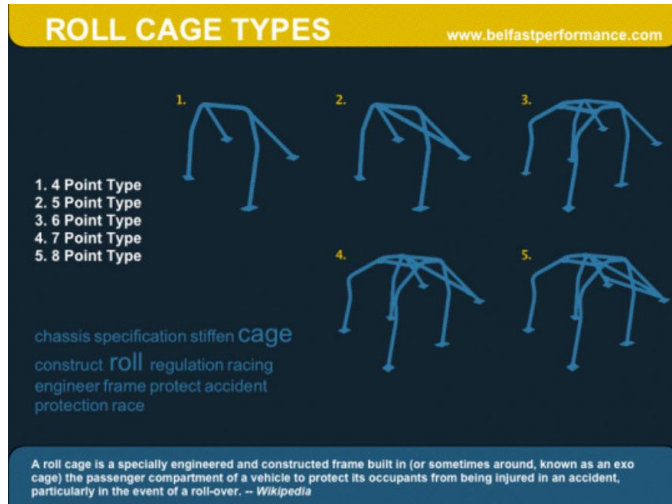 ROLL CAGE TYPES
www.belfastperformance.com
1.
2.
3.
1. 4 Point Type
2. 5 Point Type
3. 6 Point Type
4. 7 Point Type
5. 8 Point Type
4.
5.
chassis specification stiffen cage
construct roll regulation racing
engineer frame protect accident
protection race
A roll cage is a specially engineered and constructed frame built in (or sometimes around, known as an exo
cage) the passenger compartment of a vehicle to protect its occupants from being injured in an accident,
particularly in the event of a roll-over. -- Wikipedia